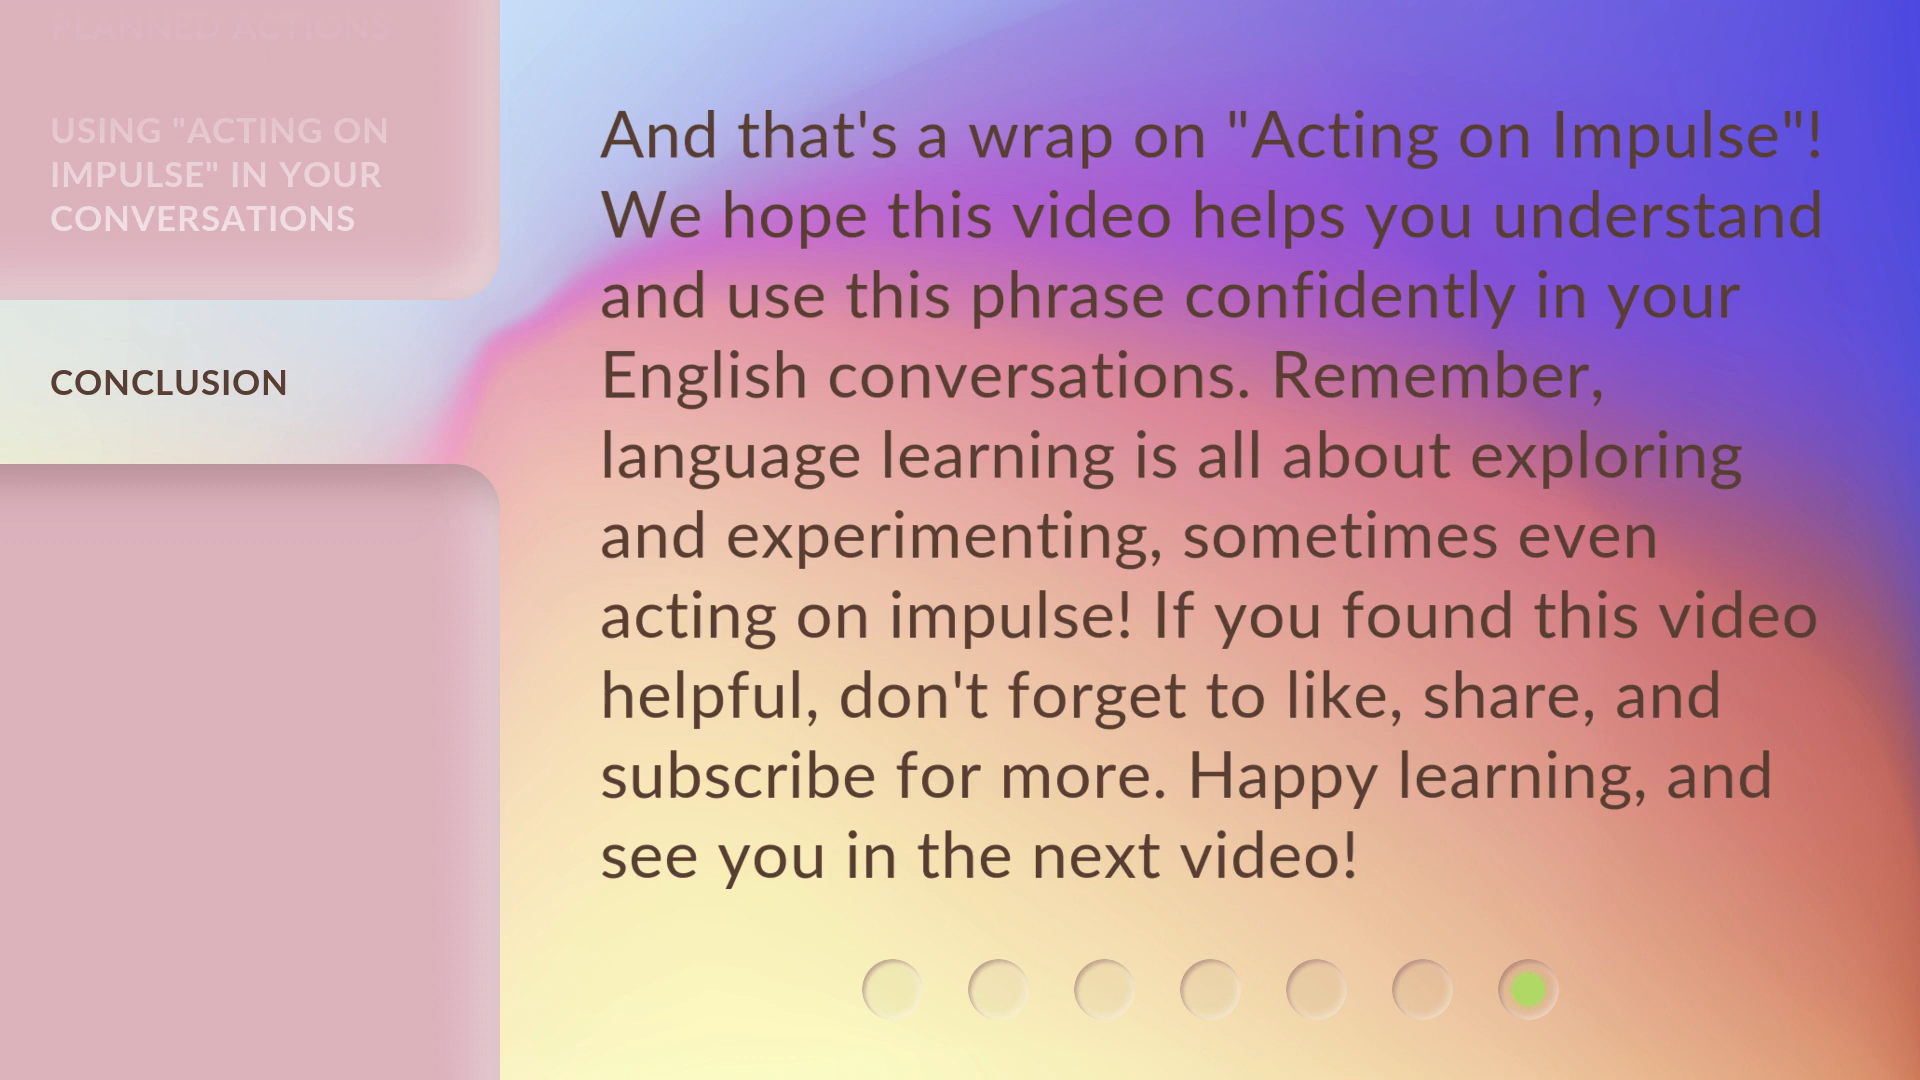 PLANNED ACTIONS
USING "ACTING ON
IMPULSE" IN YOUR
CONVERSATIONS
CONCLUSION
And that's a wrap on "Acting on Impulse"!
We hope this video helps you understand
and use this phrase confidently in your
English conversations. Remember,
language learning is all about exploring
and experimenting, sometimes even
acting on impulse! If you found this video
helpful, don't forget to like, share, and
subscribe for more. Happy learning, and
see you in the next video!